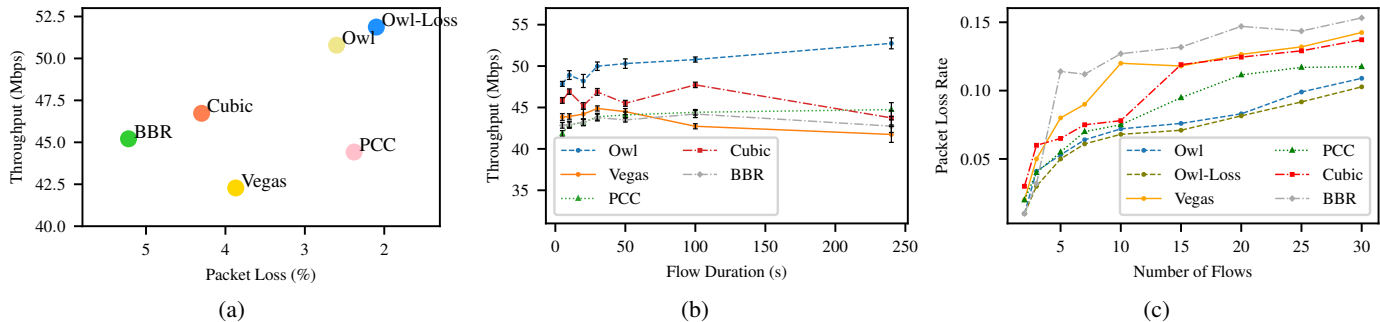 52.5
50.0
47.5
45.0
42.5
40.0
Throughput (Mbps)
Owl-Loss
Owl
Cubic
BBR
PCC
Vegas
5 4 3 2
Packet Loss (%)
(a)
55
50
45
40
35
Throughput (Mbps)
Owl
Vegas
PCC
Cubic
BBR
0 50 100 150 200 250
Flow Duration (s)
(b)
0.15
0.10
0.05
Packet Loss Rate
Owl
Owl-Loss
Vegas
PCC
Cubic
BBR
5 10 15 20 25 30
Number of Flows
(c)